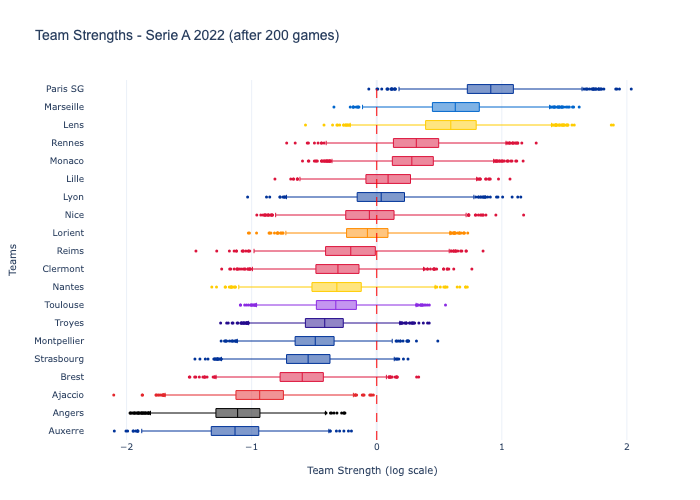 Team Strengths - Serie A 2022 (after 200 games)
Paris SG
Marseille
Lens
Rennes
Monaco
Lille
Lyon
Nice
Lorient
Reims
Clermont
Nantes
Toulouse
Troyes
Montpellier
Strasbourg
Brest
Ajaccio
Angers
Auxerre
Teams
−2 −1 0 1 2
Team Strength (log scale)